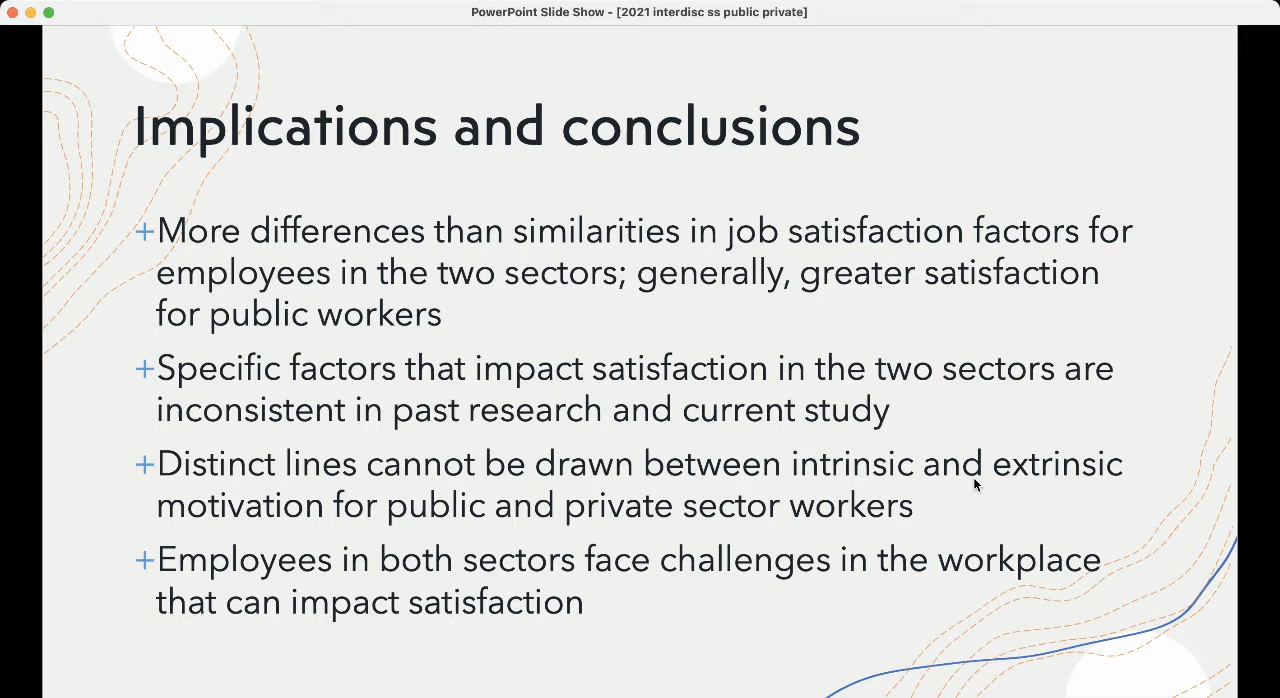 PowerPoint Slide Show - [2021 interdisc ss public private]
Implications and conclusions
+More differences than similarities in job satisfaction factors for
employees in the two sectors; generally, greater satisfaction
for public workers
+Specific factors that impact satisfaction in the two sectors are
inconsistent in past research and current study
+Distinct lines cannot be drawn between intrinsic and extrinsic
motivation for public and private sector workers
+Employees in both sectors face challenges in the workplace
that can impact satisfaction